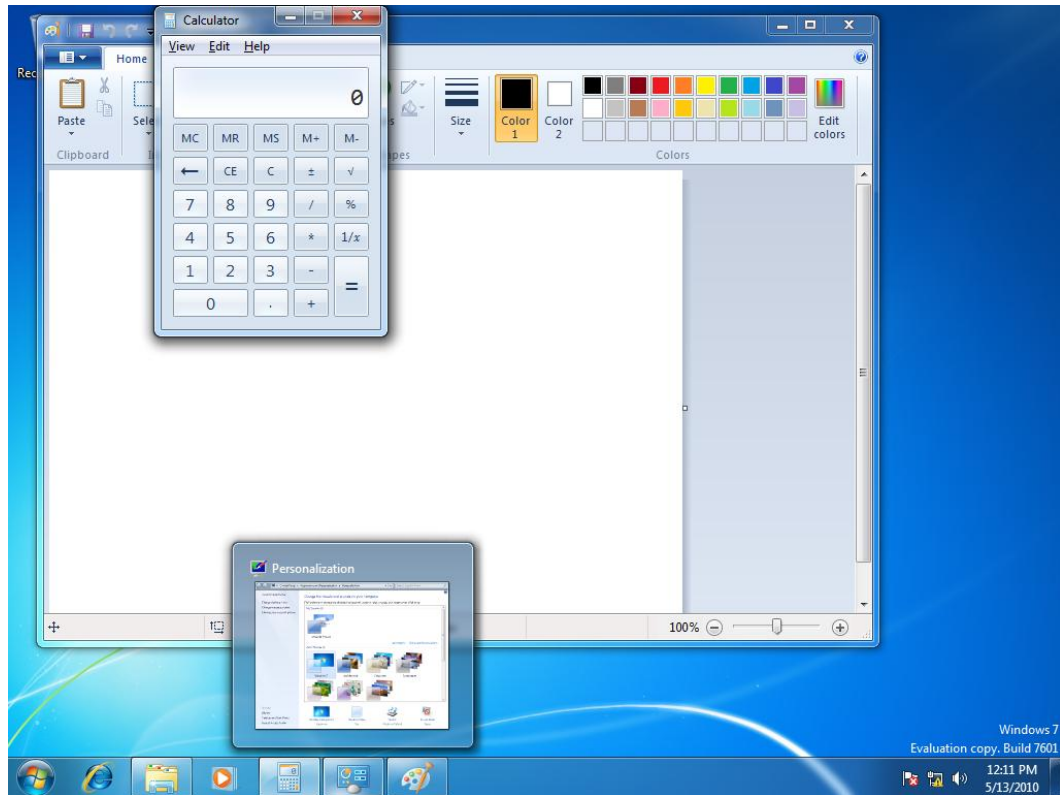 Calculator
View Edit Help
0
MC MR MS M+ M-
← CE C ± √
7 8 9 / %
4 5 6 * 1/x
1 2 3 - =
0 . +
Home
Paste
Clipboard
Size
Color 1
Color 2
Edit colors
Colors
100%
Personalization
Windows 7
Evaluation copy. Build 7601
12:11 PM
5/13/2010